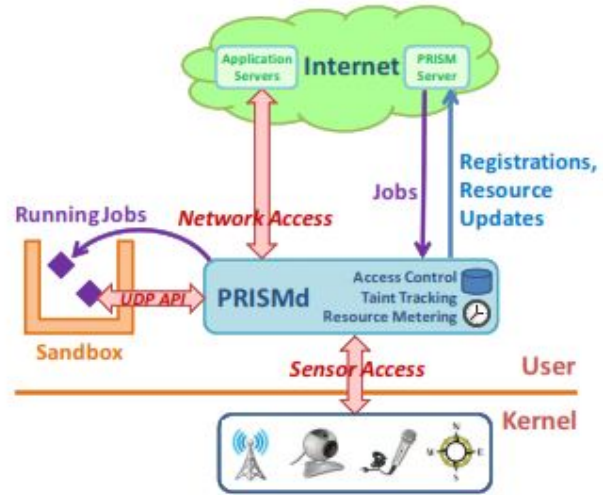 Application
Servers
Internet
PRISM
Server
Registrations,
Resource
Updates
Jobs
Running Jobs
Network Access
UDP API
PRISMd
Access Control
Taint Tracking
Resource Metering
Sandbox
Sensor Access
User
Kernel
N
W
E
S